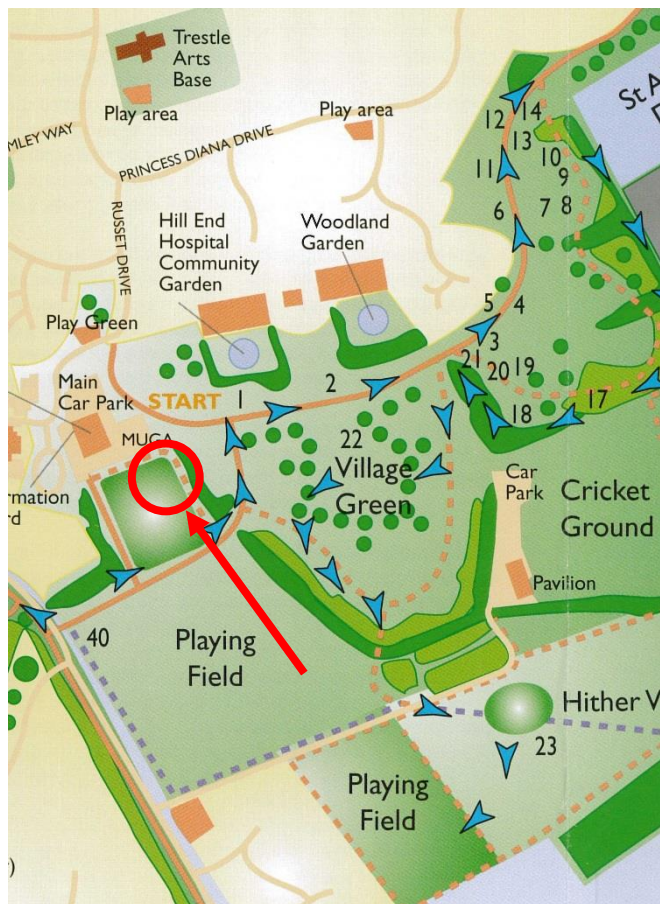 Trestle
Arts
Base
Play area
Play area
St A
MLEY WAY
PRINCESS DIANA DRIVE
RUSSET DRIVE
12
14
13
11
10
9
8
7
6
Hill End
Hospital
Community
Garden
Woodland
Garden
5
4
3
Play Green
21
20
19
Main
Car Park
START
1
2
18
17
MUGA
22
Village
Green
Car
Park
Cricket
Ground
rmation
rd
Pavilion
40
Playing
Field
Hither W
23
Playing
Field
)